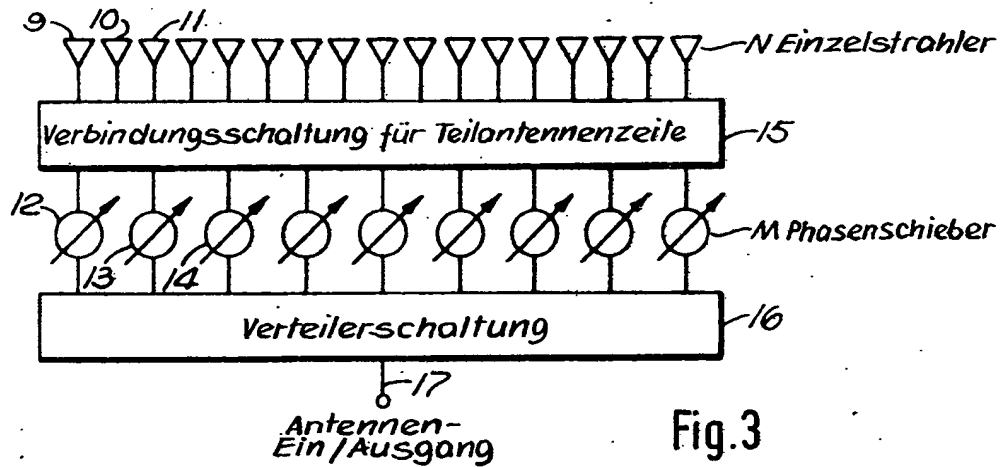 9 10 11 N Einzelstrahler
Verbindungsschaltung für Teilantennenzeile 15
12 13 14 M Phasenschieber
Verteilerschaltung 16
17
Antennen-
Ein/Ausgang
Fig.3